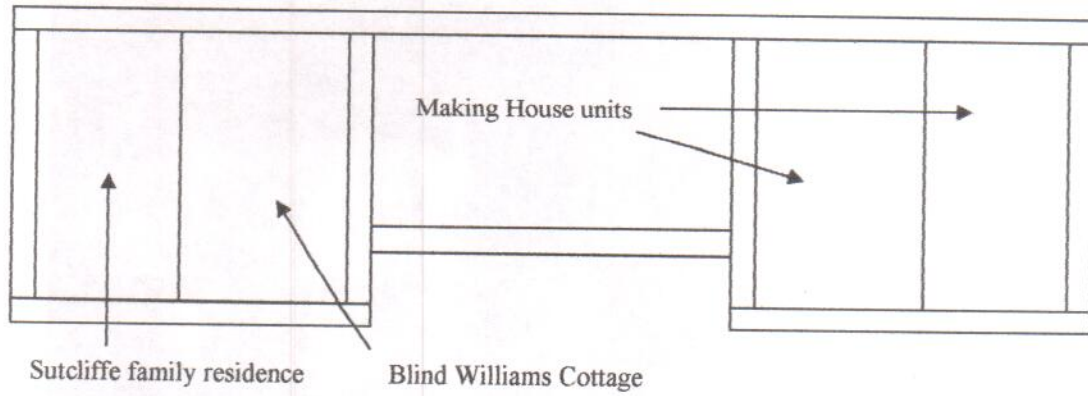 Making House units
Sutcliffe family residence
Blind Williams Cottage